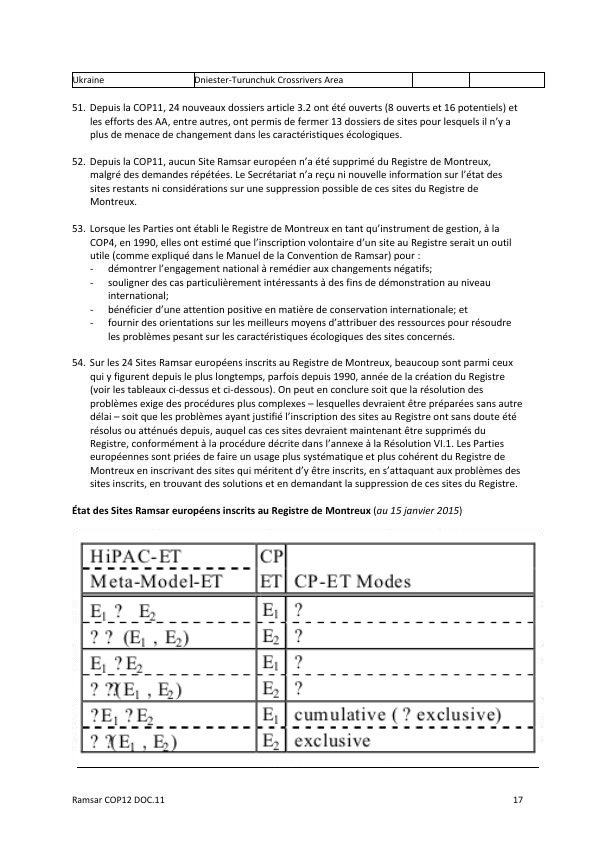 Ukraine Dniester-Turunchuk Crossrivers Area
51. Depuis la COP11, 24 nouveaux dossiers article 3.2 ont été ouverts (8 ouverts et 16 potentiels) et
les efforts des AA, entre autres, ont permis de fermer 13 dossiers de sites pour lesquels il n’y a
plus de menace de changement dans les caractéristiques écologiques.
52. Depuis la COP11, aucun Site Ramsar européen n’a été supprimé du Registre de Montreux,
malgré des demandes répétées. Le Secrétariat n’a reçu ni nouvelle information sur l’état des
sites restants ni considérations sur une suppression possible de ces sites du Registre de
Montreux.
53. Lorsque les Parties ont établi le Registre de Montreux en tant qu’instrument de gestion, à la
COP4, en 1990, elles ont estimé que l’inscription volontaire d’un site au Registre serait un outil
utile (comme expliqué dans le Manuel de la Convention de Ramsar) pour :
- démontrer l’engagement national à remédier aux changements négatifs;
- souligner des cas particulièrement intéressants à des fins de démonstration au niveau
international;
- bénéficier d’une attention positive en matière de conservation internationale; et
- fournir des orientations sur les meilleurs moyens d’attribuer des ressources pour résoudre
les problèmes pesant sur les caractéristiques écologiques des sites concernés.
54. Sur les 24 Sites Ramsar européens inscrits au Registre de Montreux, beaucoup sont parmi ceux
qui y figurent depuis le plus longtemps, parfois depuis 1990, année de la création du Registre
(voir les tableaux ci-dessus et ci-dessous). On peut en conclure soit que la résolution des
problèmes exige des procédures plus complexes – lesquelles devraient être préparées sans autre
délai – soit que les problèmes ayant justifié l’inscription des sites au Registre ont sans doute été
résolus ou atténués depuis, auquel cas ces sites devraient maintenant être supprimés du
Registre, conformément à la procédure décrite dans l’annexe à la Résolution VI.1. Les Parties
européennes sont priées de faire un usage plus systématique et plus cohérent du Registre de
Montreux en inscrivant des sites qui méritent d’y être inscrits, en s’attaquant aux problèmes des
sites inscrits, en trouvant des solutions et en demandant la suppression de ces sites du Registre.
État des Sites Ramsar européens inscrits au Registre de Montreux (au 15 janvier 2015)
HiPAC-ET CP
Meta-Model-ET ET CP-ET Modes
E1 ? E2 E1 ?
? ? (E1 , E2) E2 ?
E1 ? E2 E1 ?
? ?(E1 , E2) E2 ?
?E1 ?E2 E1 cumulative ( ? exclusive)
? ?(E1 , E2) E2 exclusive
Ramsar COP12 DOC.11 17